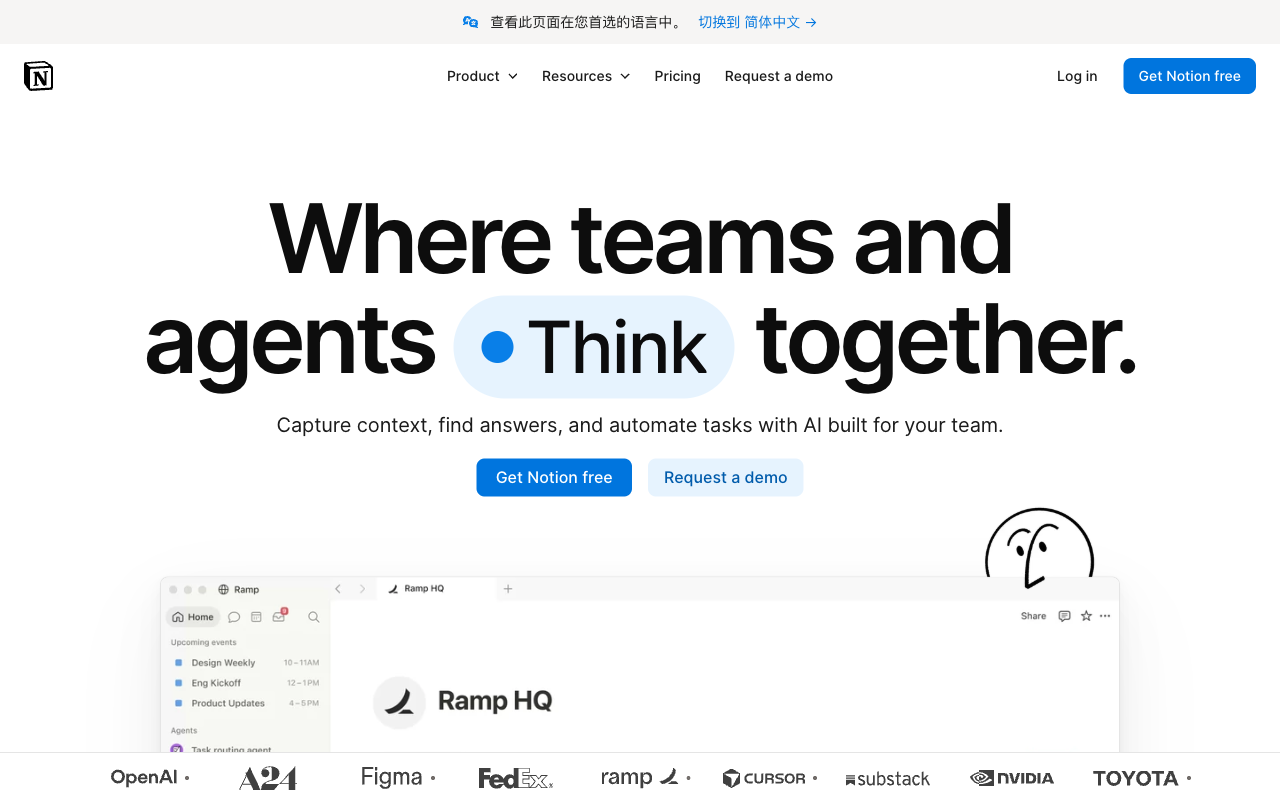 查看此页面在您首选的语言中。 切换到 简体中文 →
Product Resources Pricing Request a demo Log in Get Notion free
Where teams and
agents Think together.
Capture context, find answers, and automate tasks with AI built for your team.
Get Notion free Request a demo
Ramp Ramp HQ
Home
Share
Upcoming events
Design Weekly 10–11AM
Eng Kickoff 12–1PM
Product Updates 4–5PM
Ramp HQ
Agents
Task routing agent
OpenAI A24 Figma FedEx ramp CURSOR substack NVIDIA TOYOTA